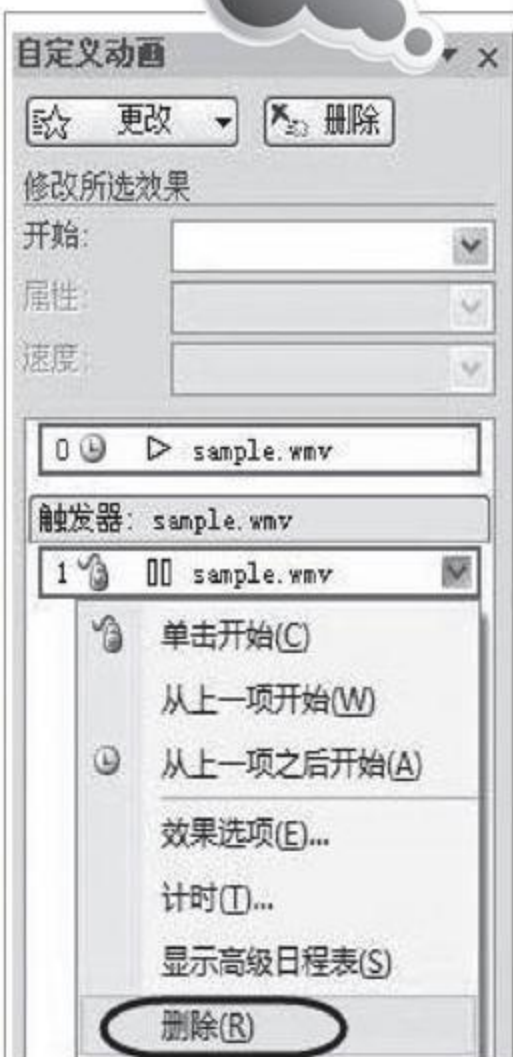 自定义动画
更改 删除
修改所选效果
开始:
属性:
速度:
0 sample.wmv
触发器: sample.wmv
1 sample.wmv
单击开始(C)
从上一项开始(W)
从上一项之后开始(A)
效果选项(E)...
计时(T)...
显示高级日程表(S)
删除(R)